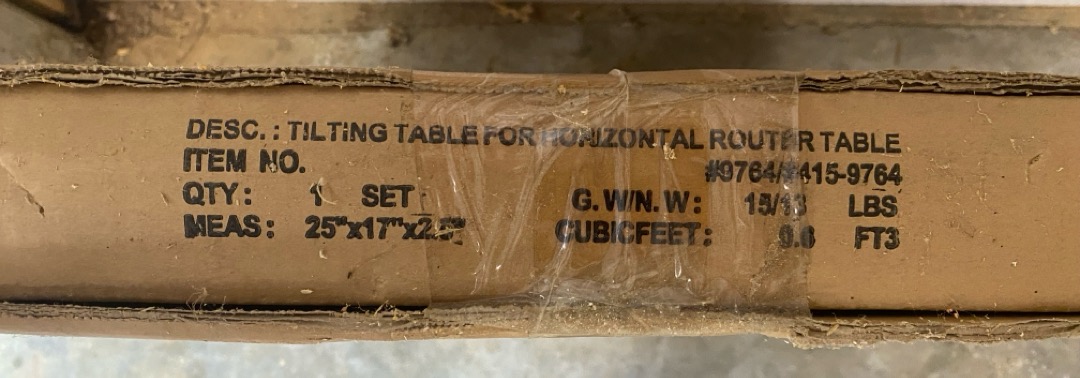 DESC.: TILTING TABLE FOR HORIZONTAL ROUTER TABLE
ITEM NO. #9764/#415-9764
QTY: 1 SET G.W/N.W: 15/13 LBS
MEAS: 25"x17"x2.5" CUBICFEET: 0.6 FT3